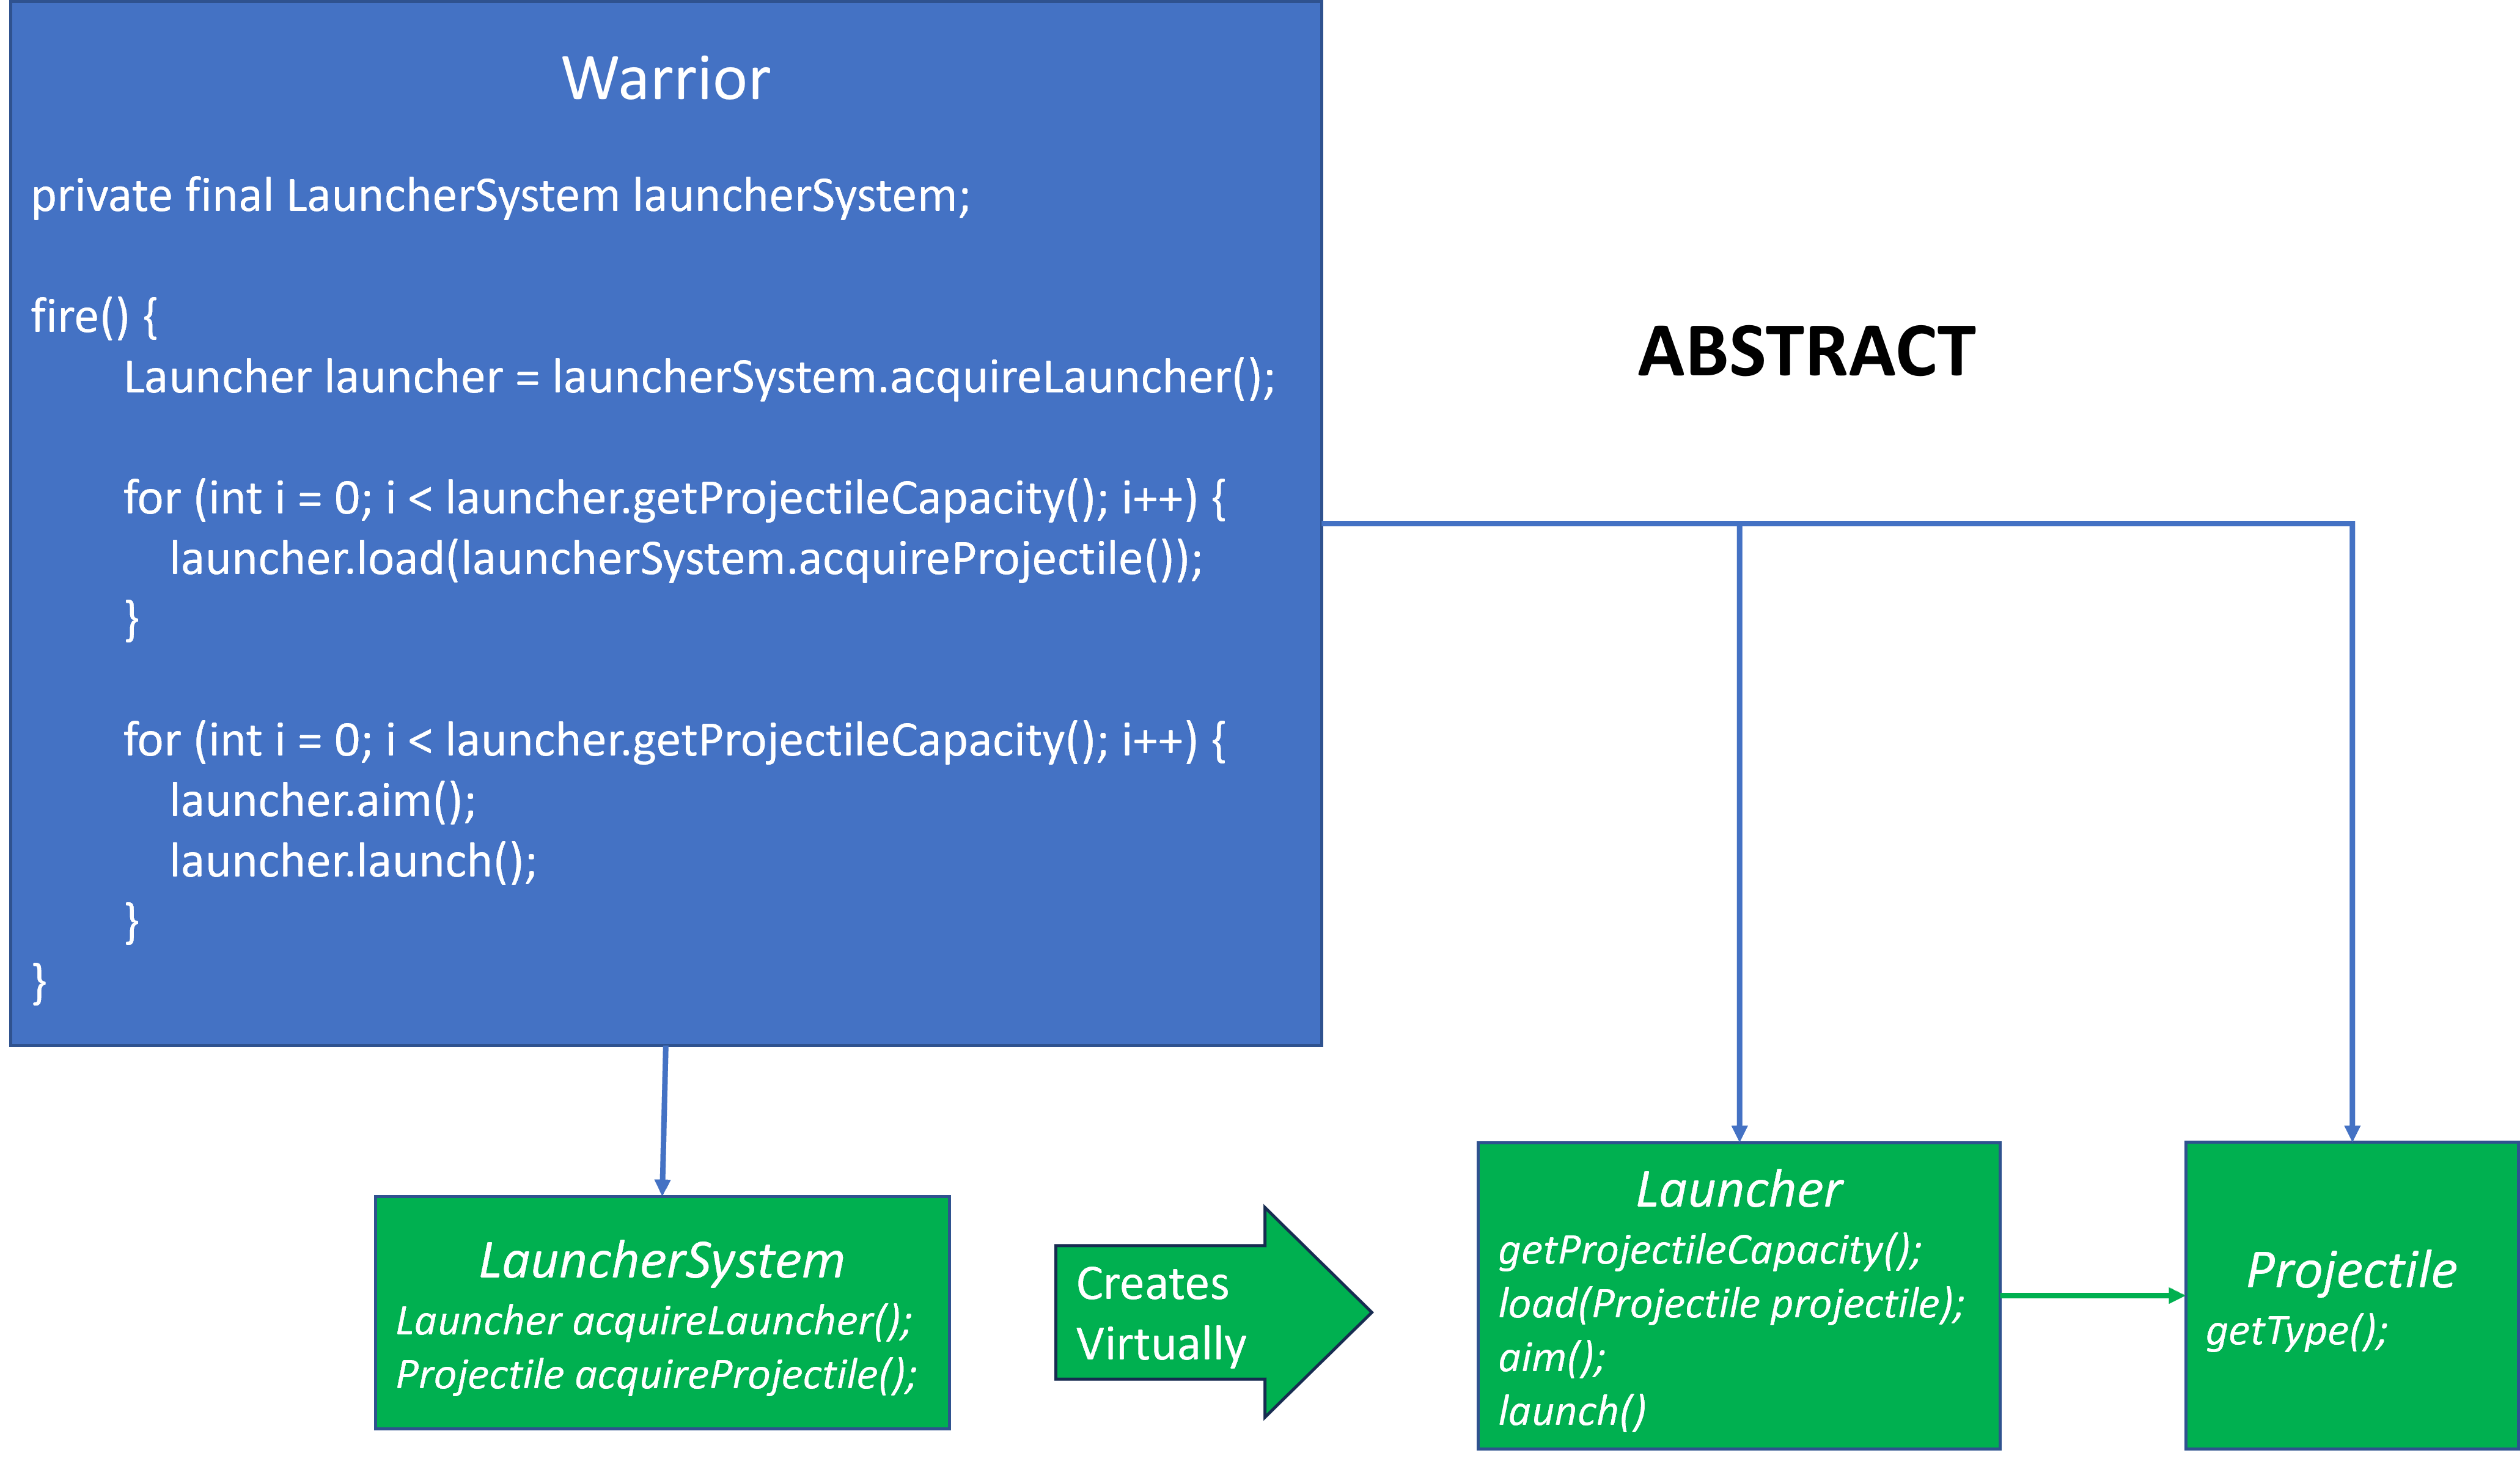 Warrior
private final LauncherSystem launcherSystem;
fire() {
Launcher launcher = launcherSystem.acquireLauncher();
for (int i = 0; i < launcher.getProjectileCapacity(); i++) {
launcher.load(launcherSystem.acquireProjectile());
}
for (int i = 0; i < launcher.getProjectileCapacity(); i++) {
launcher.aim();
launcher.launch();
}
}
ABSTRACT
LauncherSystem
Launcher acquireLauncher();
Projectile acquireProjectile();
Creates
Virtually
Launcher
getProjectileCapacity();
load(Projectile projectile);
aim();
launch()
Projectile
getType();